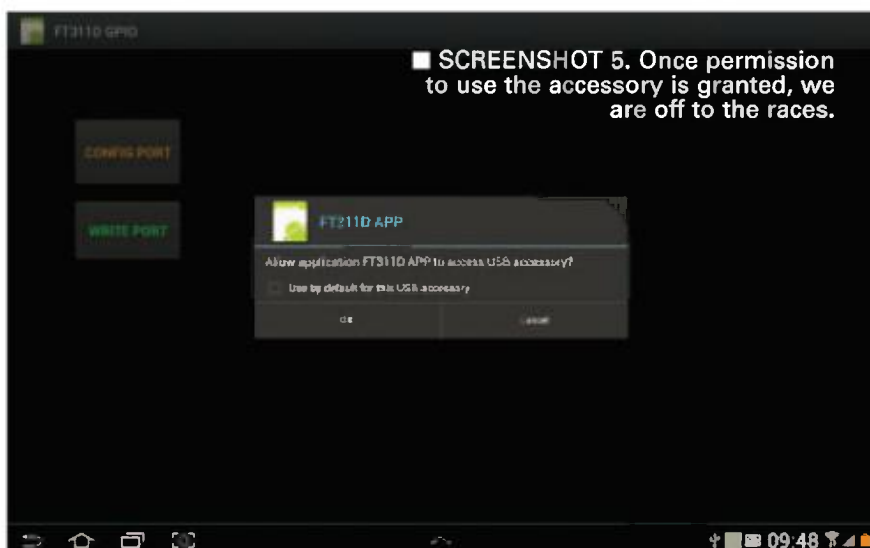 FT311D GPIO
■ SCREENSHOT 5. Once permission
to use the accessory is granted, we
are off to the races.
CONFIG PORT
WRITE PORT
FT311D APP
Allow application FT311D APP to access USB accessory?
Use by default for this USB accessory
OK
Cancel
09:48